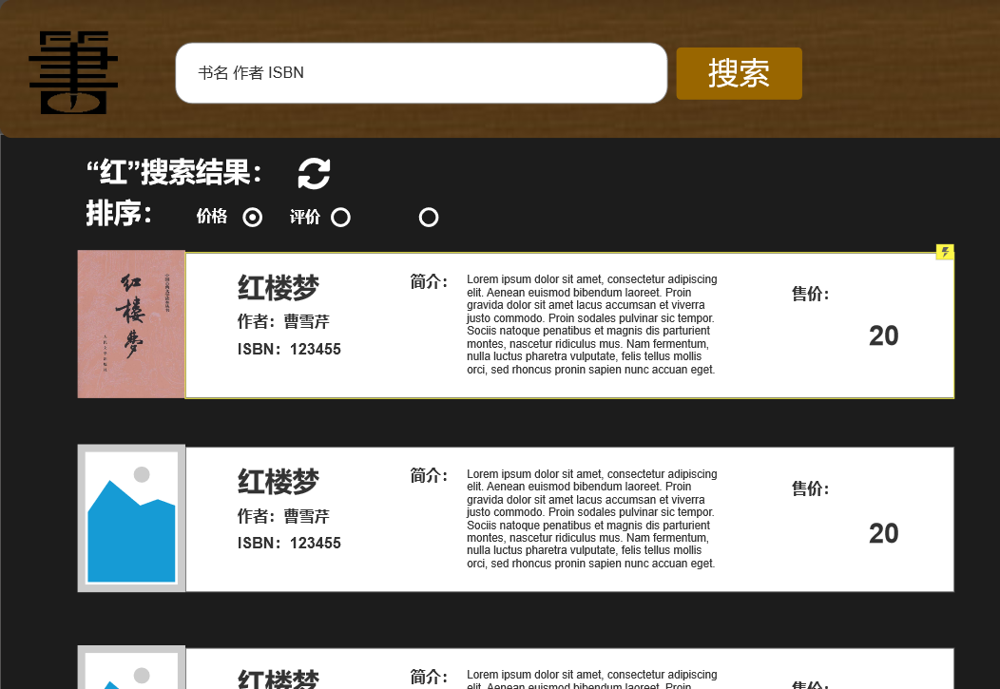 書
书名 作者 ISBN
搜索
“红”搜索结果：
排序：
价格
评价
红楼梦
红楼梦
作者：曹雪芹
ISBN：123455
简介：
Lorem ipsum dolor sit amet, consectetur adipiscing
elit. Aenean euismod bibendum laoreet. Proin
gravida dolor sit amet lacus accumsan et viverra
justo commodo. Proin sodales pulvinar sic tempor.
Sociis natoque penatibus et magnis dis parturient
montes, nascetur ridiculus mus. Nam fermentum,
nulla luctus pharetra vulputate, felis tellus mollis
orci, sed rhoncus pronin sapien nunc accuan eget.
售价：
20
红楼梦
作者：曹雪芹
ISBN：123455
简介：
Lorem ipsum dolor sit amet, consectetur adipiscing
elit. Aenean euismod bibendum laoreet. Proin
gravida dolor sit amet lacus accumsan et viverra
justo commodo. Proin sodales pulvinar sic tempor.
Sociis natoque penatibus et magnis dis parturient
montes, nascetur ridiculus mus. Nam fermentum,
nulla luctus pharetra vulputate, felis tellus mollis
orci, sed rhoncus pronin sapien nunc accuan eget.
售价：
20
红楼梦
简介：
Lorem ipsum dolor sit amet, consectetur adipiscing
elit. Aenean euismod bibendum laoreet. Proin
售价：